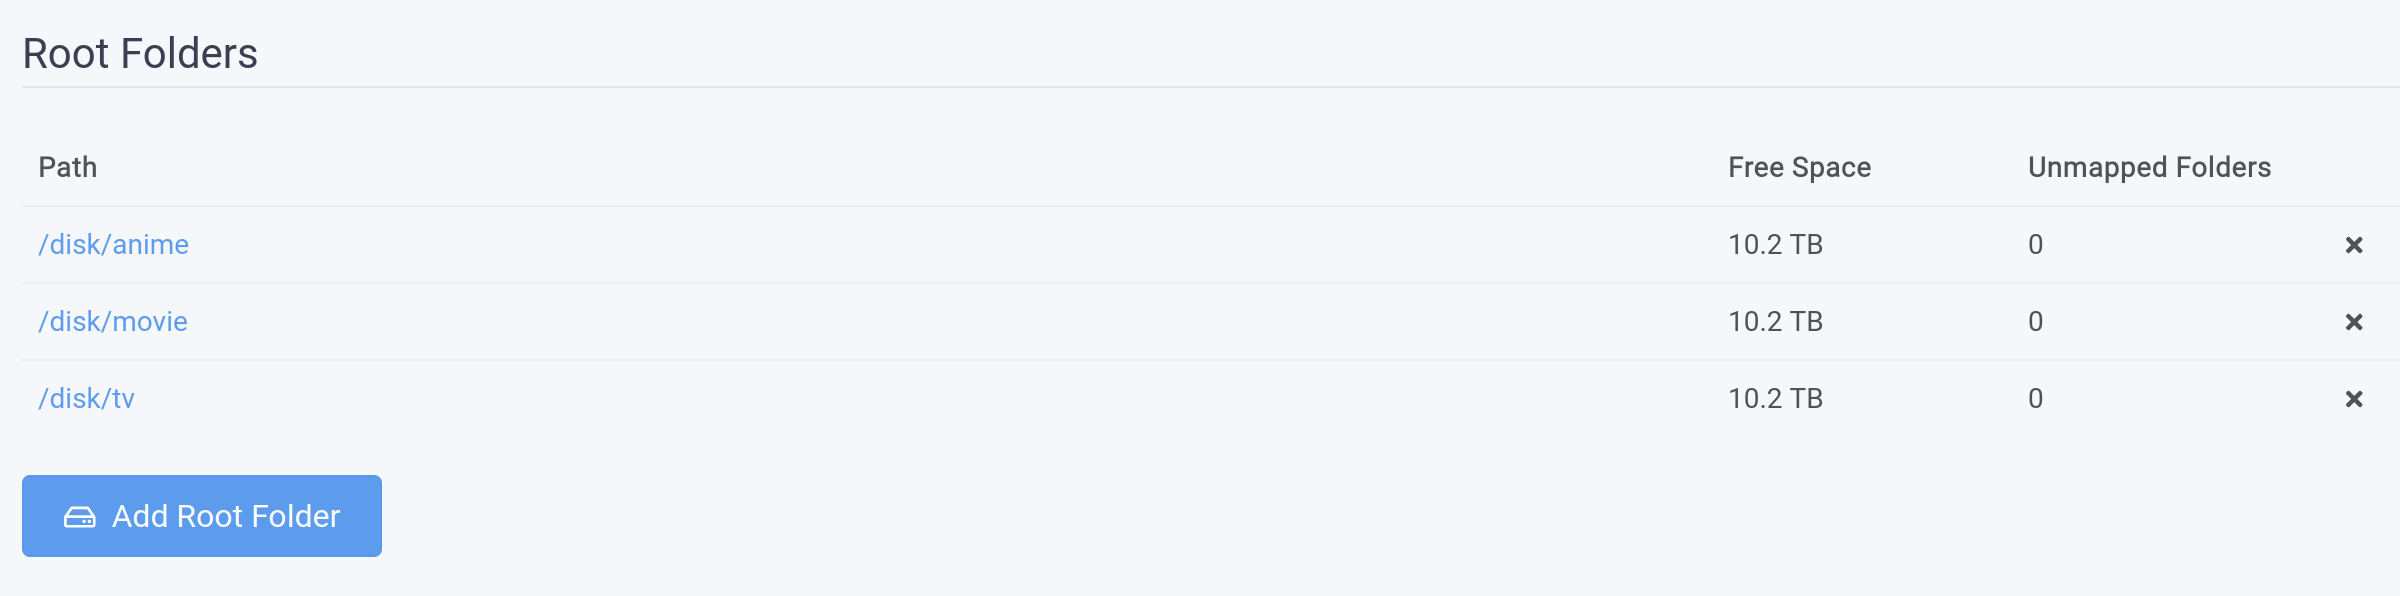 Root Folders
Path Free Space Unmapped Folders
/disk/anime 10.2 TB 0
/disk/movie 10.2 TB 0
/disk/tv 10.2 TB 0
Add Root Folder